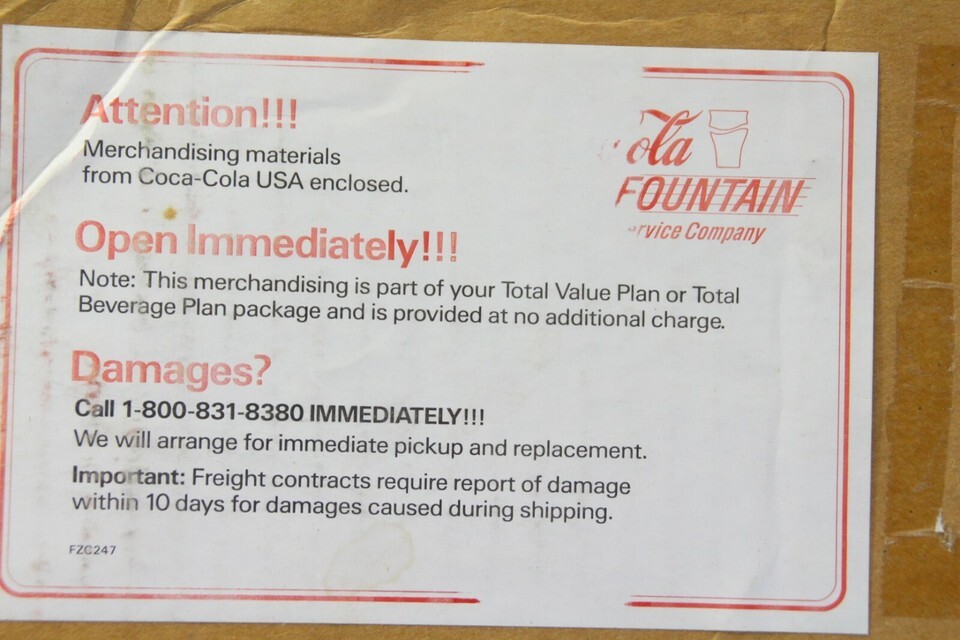 Attention!!!
Merchandising materials
from Coca-Cola USA enclosed.
ola
FOUNTAIN
rvice Company
Open Immediately!!!
Note: This merchandising is part of your Total Value Plan or Total
Beverage Plan package and is provided at no additional charge.
Damages?
Call 1-800-831-8380 IMMEDIATELY!!!
We will arrange for immediate pickup and replacement.
Important: Freight contracts require report of damage
within 10 days for damages caused during shipping.
FZC247